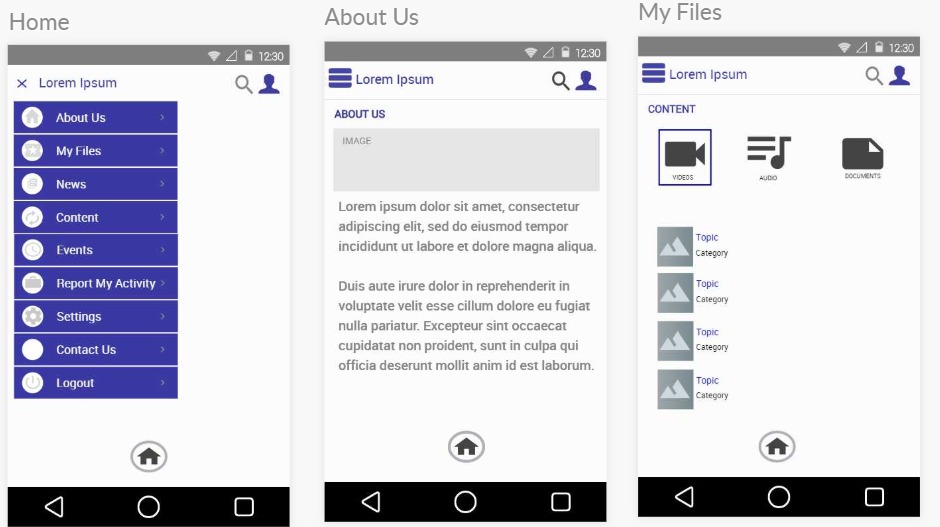 Home
12:30
Lorem Ipsum
About Us
My Files
News
Content
Events
Report My Activity
Settings
Contact Us
Logout
About Us
12:30
Lorem Ipsum
ABOUT US
IMAGE
Lorem ipsum dolor sit amet, consectetur
adipiscing elit, sed do eiusmod tempor
incididunt ut labore et dolore magna aliqua.
Duis aute irure dolor in reprehenderit in
voluptate velit esse cillum dolore eu fugiat
nulla pariatur. Excepteur sint occaecat
cupidatat non proident, sunt in culpa qui
officia deserunt mollit anim id est laborum.
My Files
12:30
Lorem Ipsum
CONTENT
VIDEOS
AUDIO
DOCUMENTS
Topic
Category
Topic
Category
Topic
Category
Topic
Category